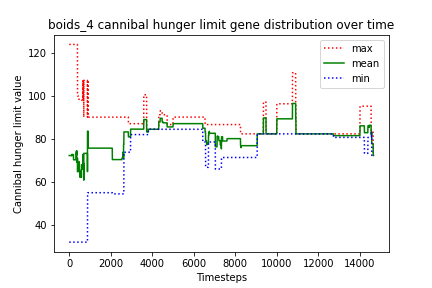 boids_4 cannibal hunger limit gene distribution over time
Cannibal hunger limit value
120
100
80
60
40
max
mean
min
0
2000
4000
6000
8000
10000
12000
14000
Timesteps